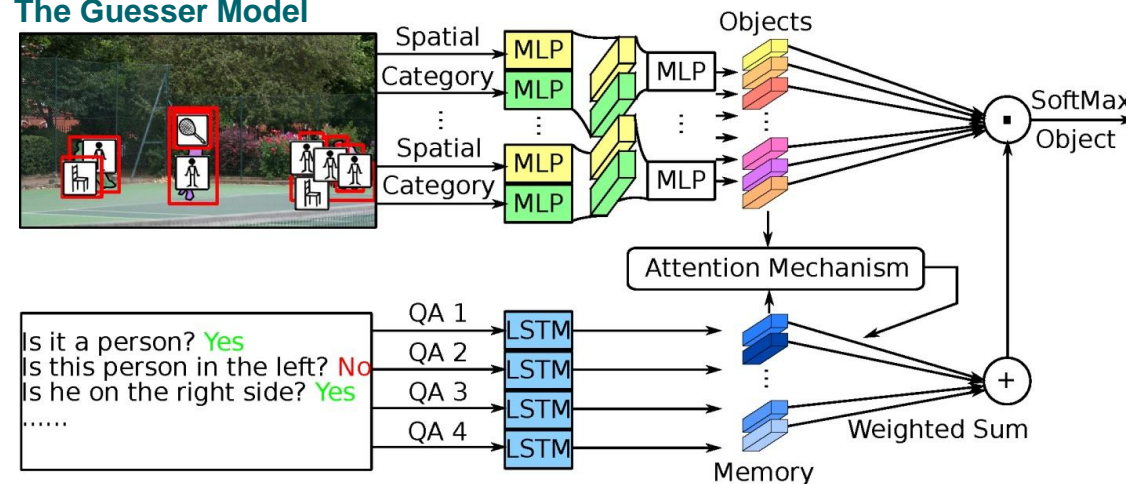 The Guesser Model
Objects
Spatial
MLP
Category
MLP
MLP
SoftMax
Object
Spatial
MLP
Category
MLP
MLP
Attention Mechanism
Is it a person? Yes
Is this person in the left? No
Is he on the right side? Yes
......
QA 1
LSTM
QA 2
LSTM
QA 3
LSTM
QA 4
LSTM
+
Weighted Sum
Memory